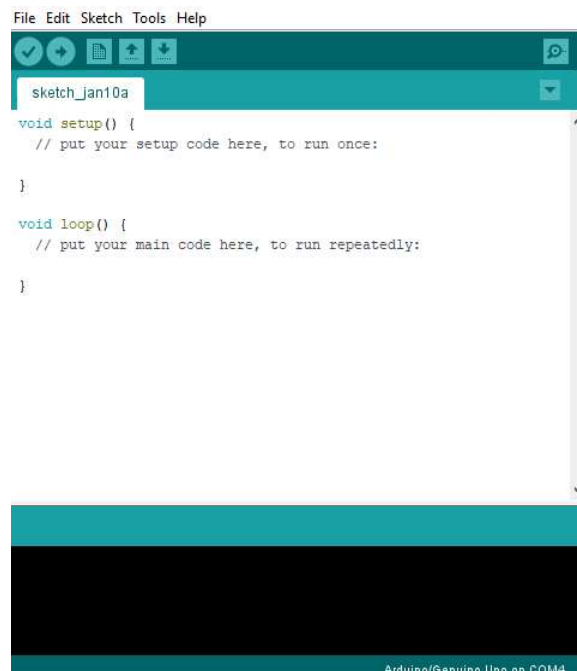 File Edit Sketch Tools Help
sketch_jan10a
void setup() {
  // put your setup code here, to run once:
}
void loop() {
  // put your main code here, to run repeatedly:
}
Arduino/Genuino Uno on COM4